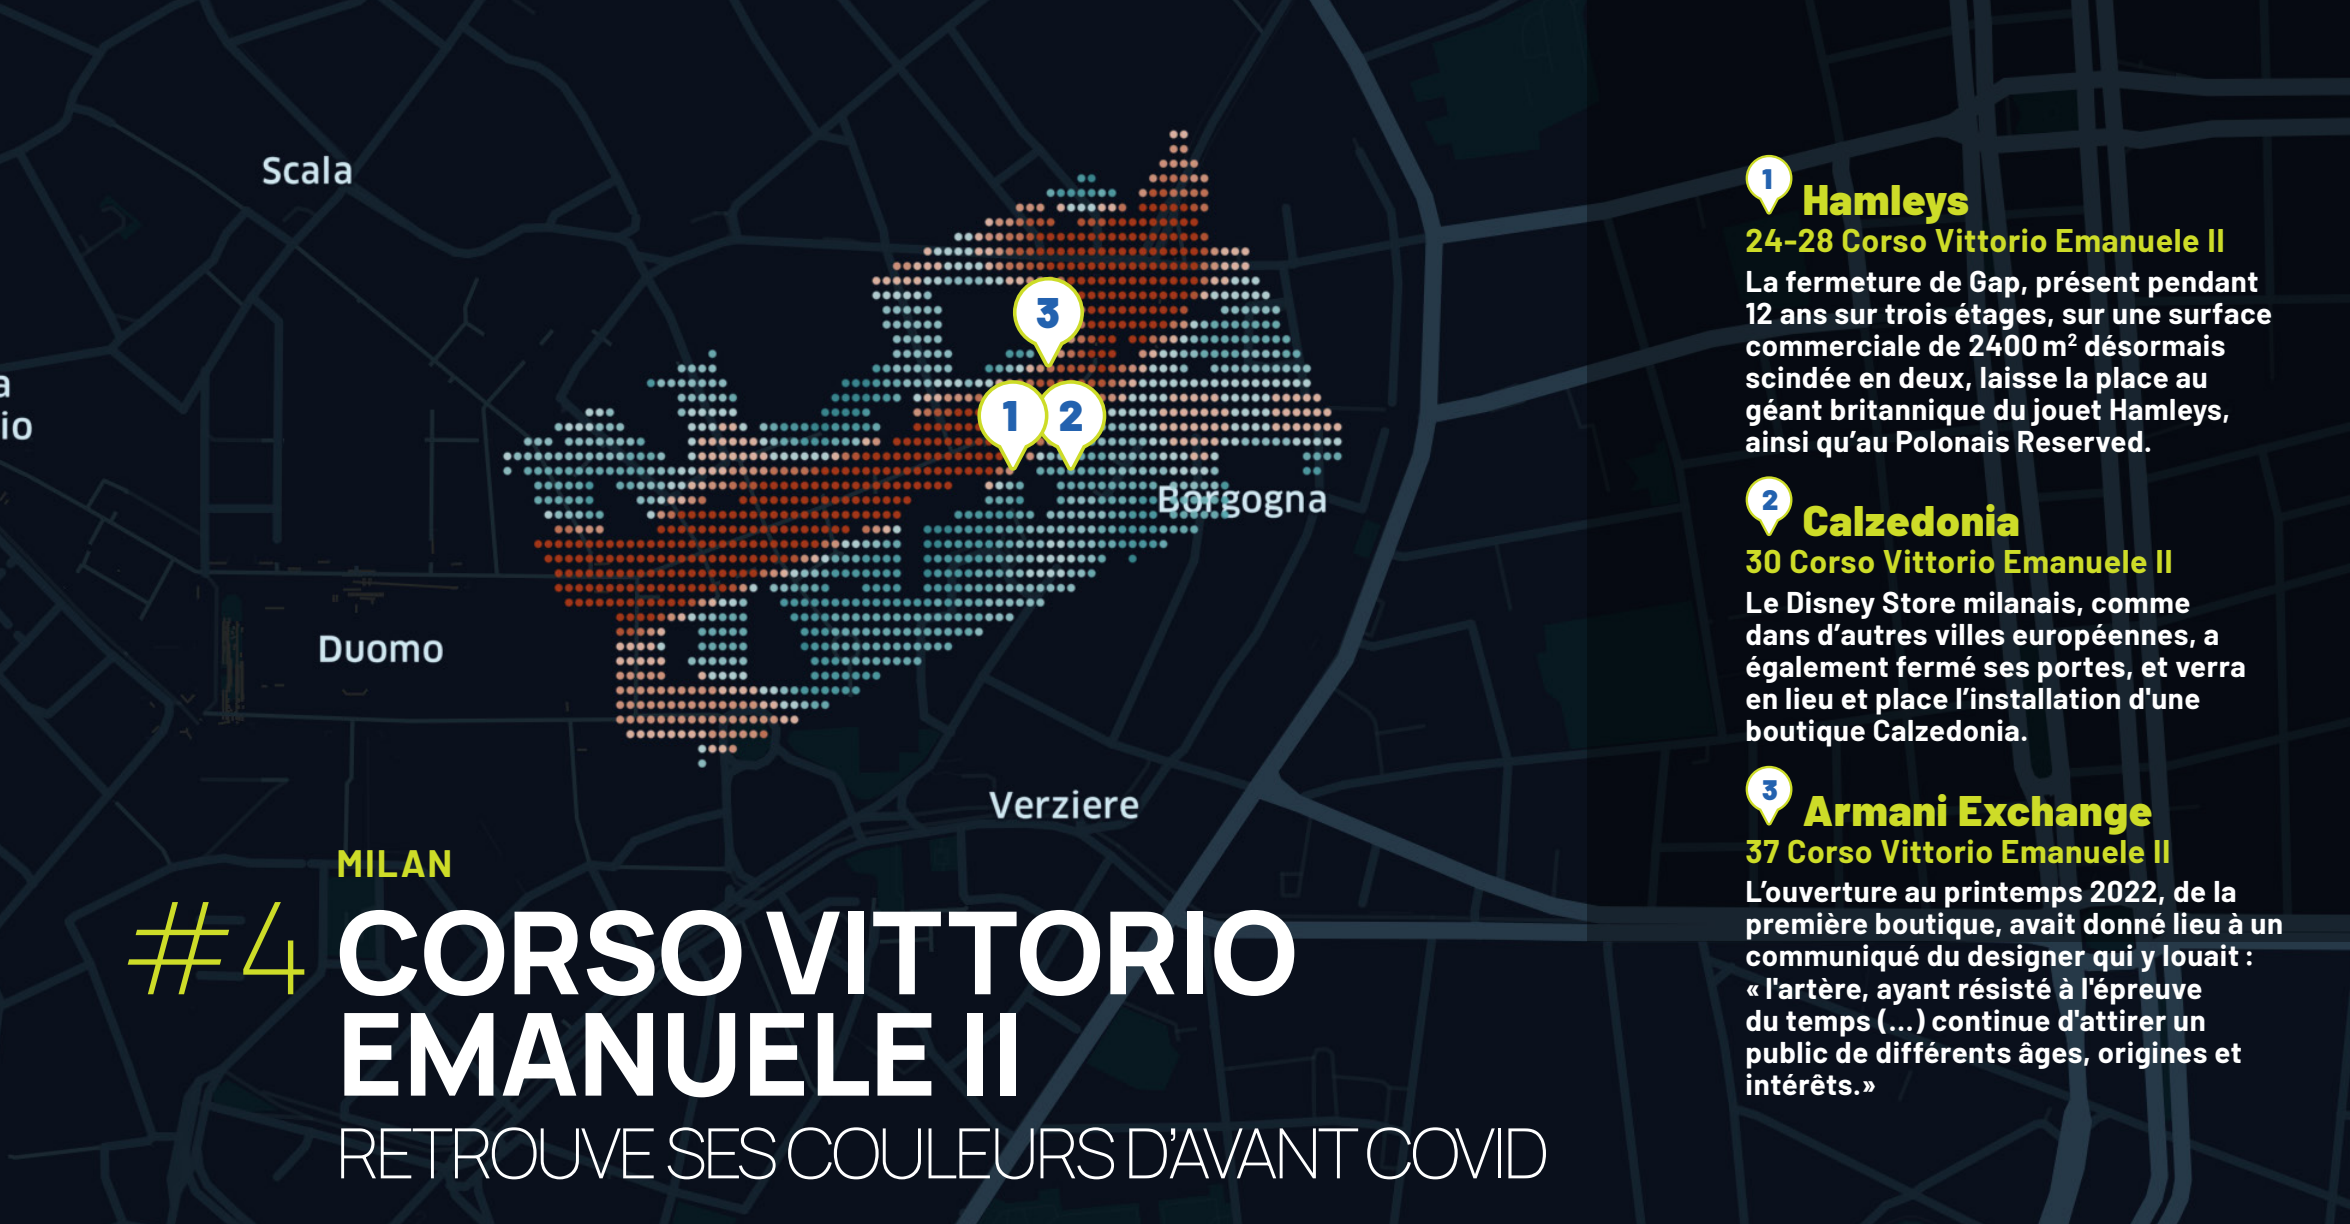 Scala
a
io
Duomo
Borgogna
Verziere
3
1
2
MILAN
#4 CORSO VITTORIO
EMANUELE II
RETROUVE SES COULEURS D'AVANT COVID
1 Hamleys
24-28 Corso Vittorio Emanuele II
La fermeture de Gap, présent pendant
12 ans sur trois étages, sur une surface
commerciale de 2400 m² désormais
scindée en deux, laisse la place au
géant britannique du jouet Hamleys,
ainsi qu’au Polonais Reserved.
2 Calzedonia
30 Corso Vittorio Emanuele II
Le Disney Store milanais, comme
dans d’autres villes européennes, a
également fermé ses portes, et verra
en lieu et place l’installation d'une
boutique Calzedonia.
3 Armani Exchange
37 Corso Vittorio Emanuele II
L’ouverture au printemps 2022, de la
première boutique, avait donné lieu à un
communiqué du designer qui y louait :
« l'artère, ayant résisté à l'épreuve
du temps (...) continue d'attirer un
public de différents âges, origines et
intérêts.»